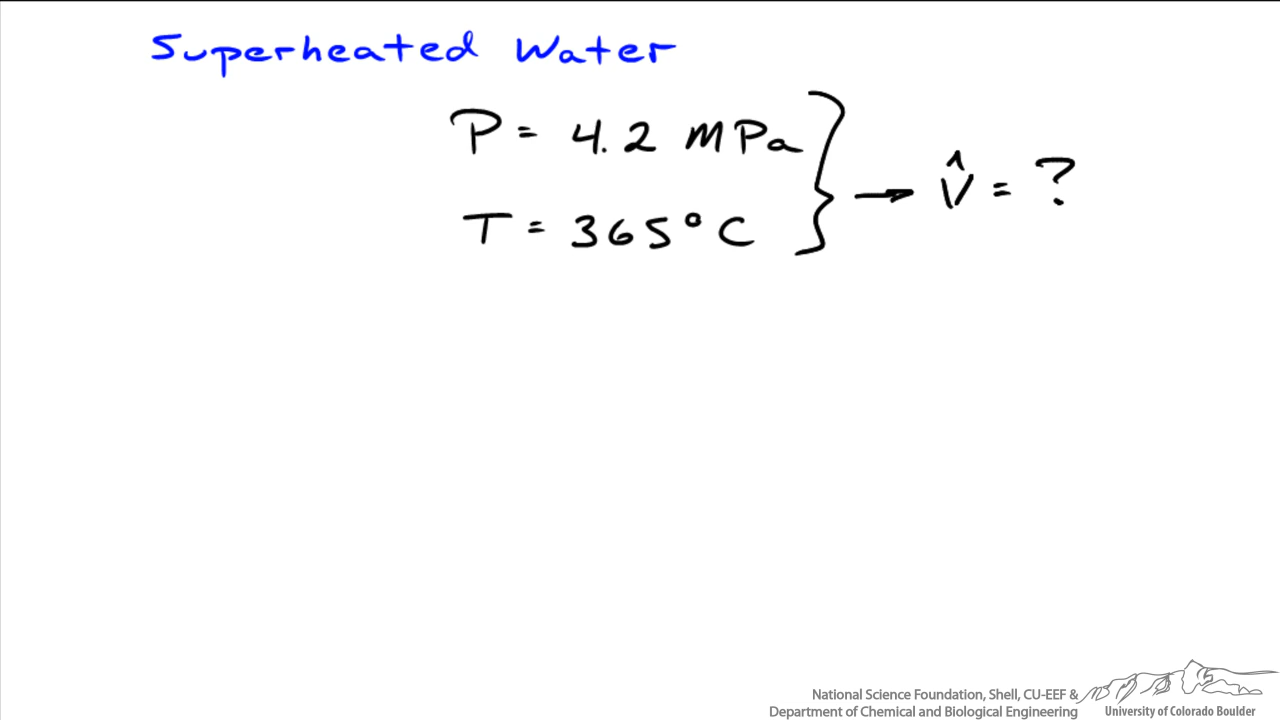 Superheated Water
P = 4.2 MPa
T = 365°C
→ V̂ = ?
National Science Foundation, Shell, CU-EEF &
Department of Chemical and Biological Engineering
University of Colorado Boulder